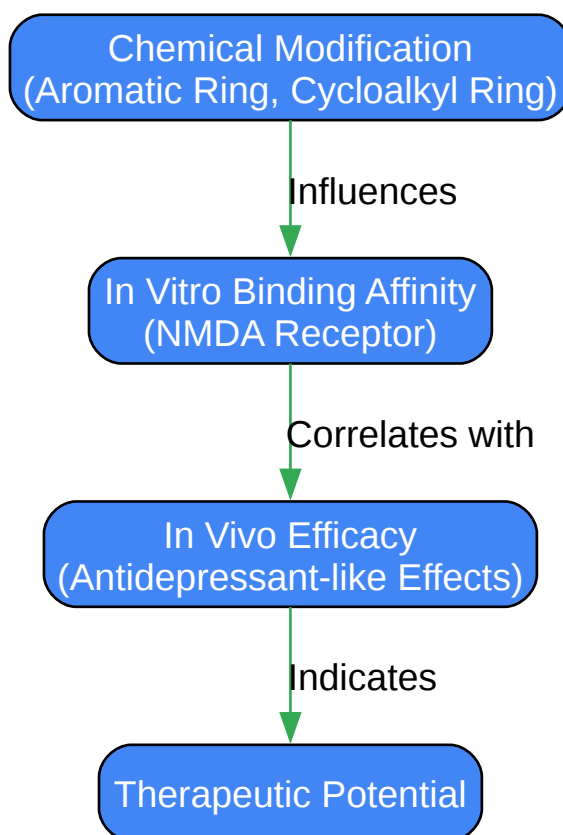 Chemical Modification
(Aromatic Ring, Cycloalkyl Ring)
Influences
In Vitro Binding Affinity
(NMDA Receptor)
Correlates with
In Vivo Efficacy
(Antidepressant-like Effects)
Indicates
Therapeutic Potential